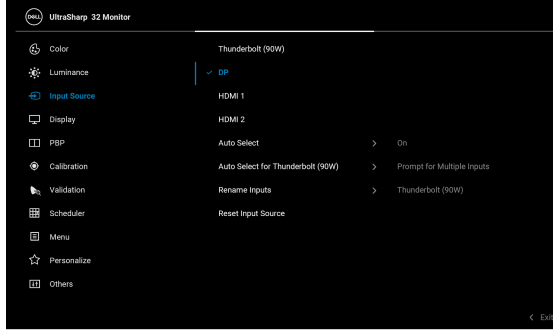 DELL UltraSharp 32 Monitor
Color Thunderbolt (90W)
Luminance DP
Input Source HDMI 1
Display HDMI 2
PBP Auto Select On
Calibration Auto Select for Thunderbolt (90W) Prompt for Multiple Inputs
Validation Rename Inputs Thunderbolt (90W)
Scheduler Reset Input Source
Menu
Personalize
Others
Exit